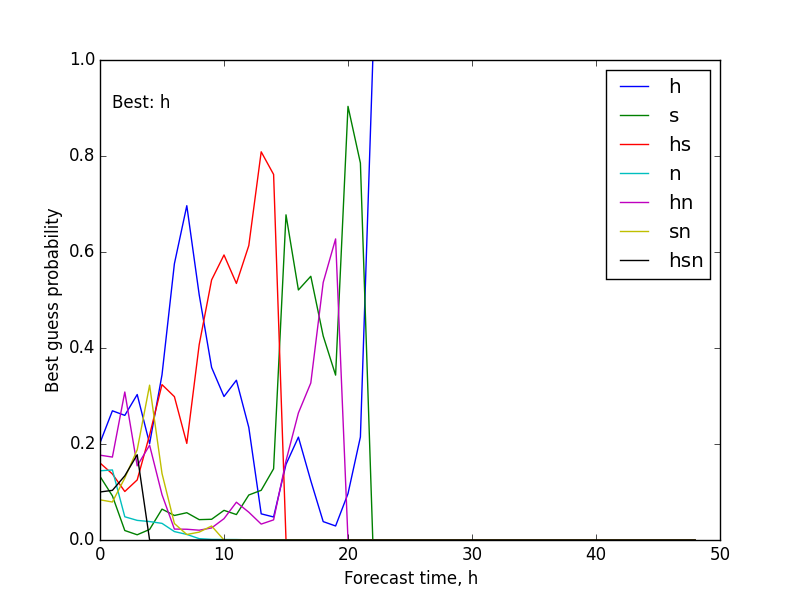 1.0
0.8
0.6
0.4
0.2
0.0
Best guess probability
Best: h
h
s
hs
n
hn
sn
hsn
0 10 20 30 40 50
Forecast time, h